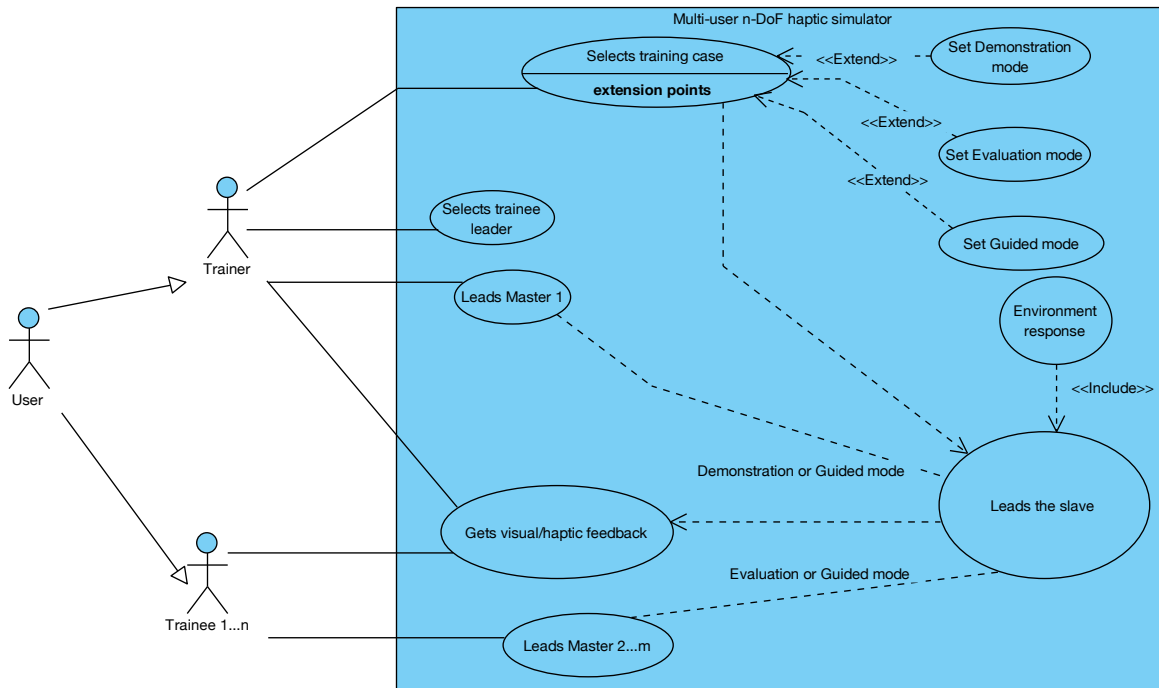 Multi-user n-DoF haptic simulator
Selects training case
extension points
<<Extend>>
Set Demonstration
mode
<<Extend>>
Set Evaluation mode
<<Extend>>
Set Guided mode
Selects trainee
leader
Trainer
Leads Master 1
Environment
response
User
<<Include>>
Demonstration or Guided mode
Leads the slave
Gets visual/haptic feedback
Evaluation or Guided mode
Trainee 1...n
Leads Master 2...m